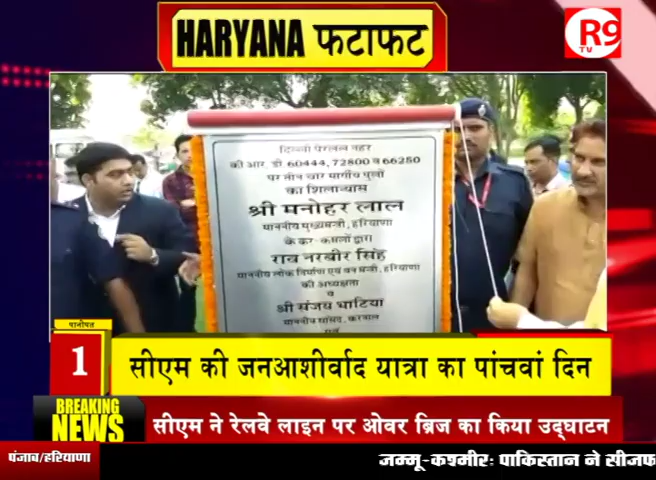 HARYANA फटाफट
R9
TV
दिल्ली पैरलल नहर
की आर. डी 60444, 72800 व 66250
पर तीन चार मार्गीय पुलों
का शिलान्यास
श्री मनोहर लाल
माननीय मुख्यमंत्री, हरियाणा
के कर कमलों द्वारा
राव नरबीर सिंह
माननीय लोक निर्माण एवं वन मन्त्री, हरियाणा
की अध्यक्षता
व
श्री संजय भाटिया
माननीय सांसद, करनाल
पानीपत
1
सीएम की जनआशीर्वाद यात्रा का पांचवां दिन
BREAKING
NEWS
सीएम ने रेलवे लाइन पर ओवर ब्रिज का किया उद्घाटन
पंजाब/हरियाणा
जम्मू-कश्मीर: पाकिस्तान ने सीजफ